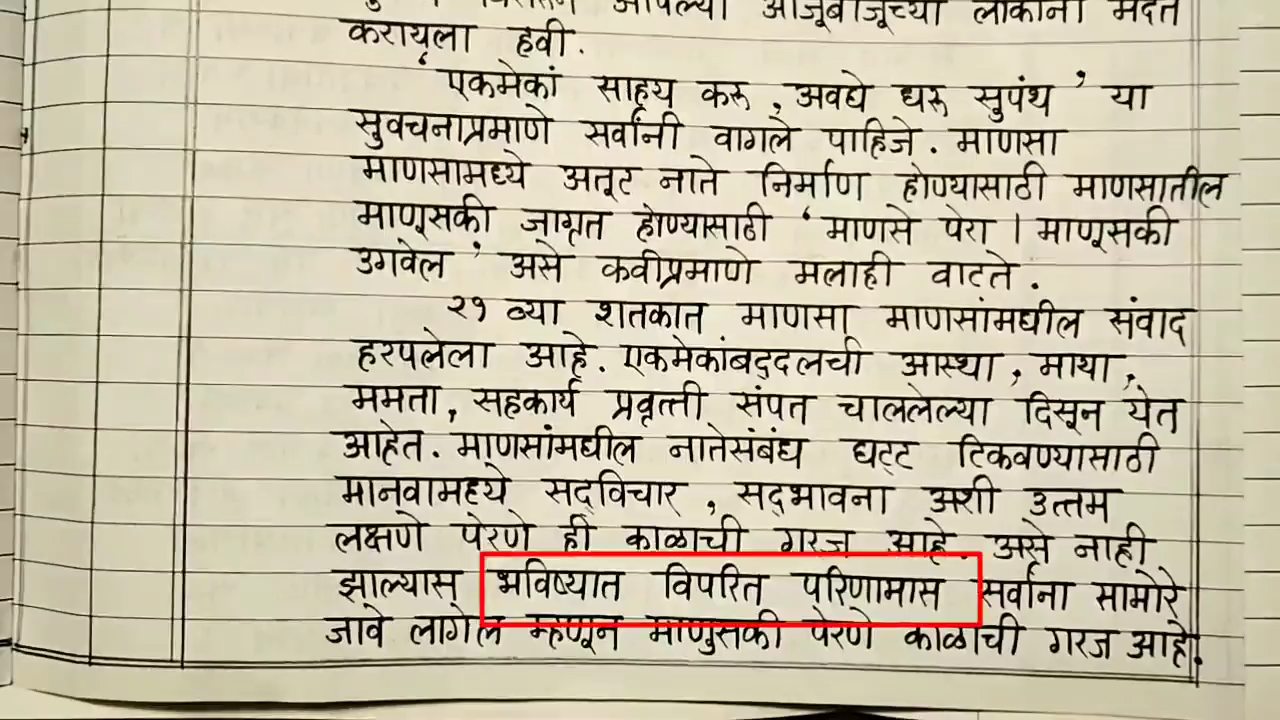 आपल्या आजूबाजूच्या लोकांना मदत
करायला हवी.
'एकमेकां साह्य करू, अवघे धरू सुपंथ' या
सुवचनाप्रमाणे सर्वांनी वागले पाहिजे. माणसा
माणसामध्ये अतूट नाते निर्माण होण्यासाठी माणसातील
माणूसकी जागृत होण्यासाठी 'माणसे पेरा। माणूसकी
उगवेल' असे कवीप्रमाणे मलाही वाटते.
२१ व्या शतकात माणसा माणसांमधील संवाद
हरपलेला आहे. एकमेकांबद्दलची आस्था, माया,
ममता, सहकार्य प्रवृत्ती संपत चाललेल्या दिसून येत
आहेत. माणसांमधील नातेसंबंध घट्ट टिकवण्यासाठी
मानवामध्ये सद्विचार, सद्भावना अशी उत्तम
लक्षणे पेरणे ही काळाची गरज आहे. असे नाही
झाल्यास भविष्यात विपरित परिणामास सर्वांना सामोरे
जावे लागेल म्हणून माणुसकी पेरणे काळाची गरज आहे.